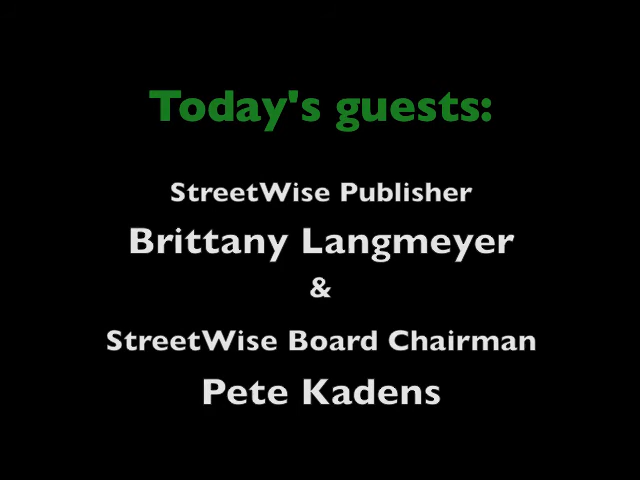 Today's guests:
StreetWise Publisher
Brittany Langmeyer
&
StreetWise Board Chairman
Pete Kadens